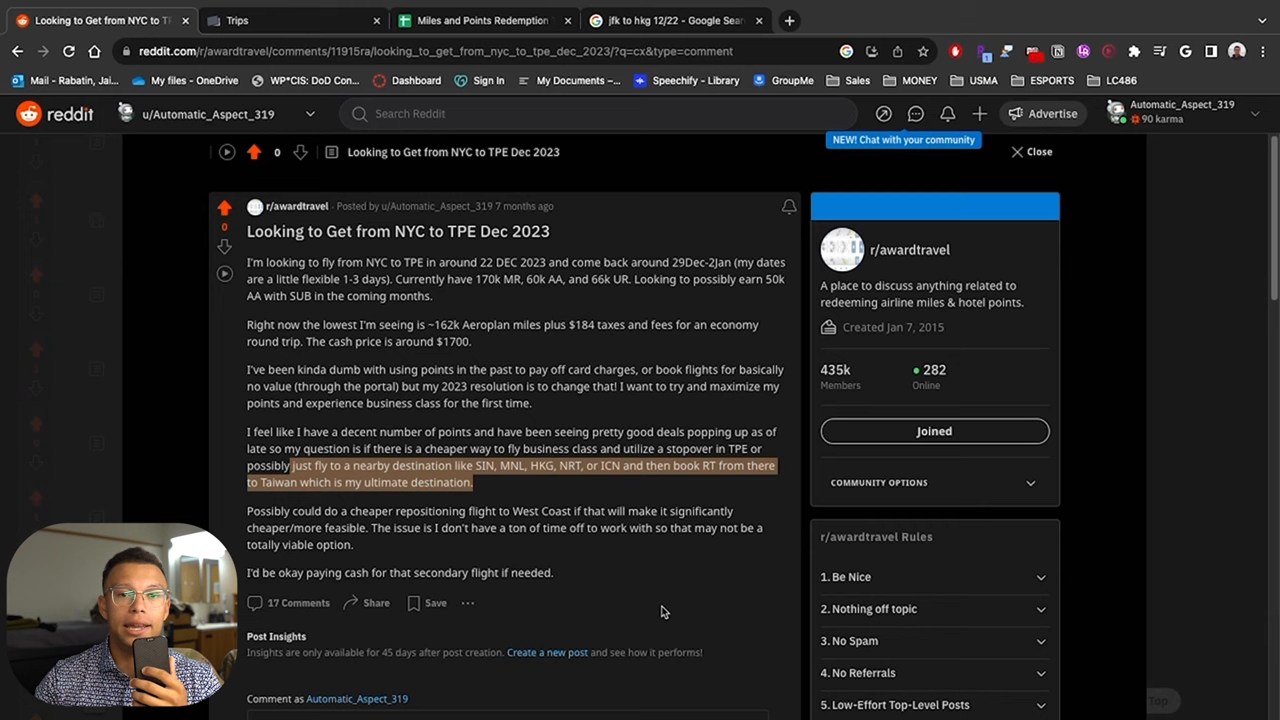 Looking to Get from NYC to TP
Trips
Miles and Points Redemption
jfk to hkg 12/22 - Google Sear
reddit.com/r/awardtravel/comments/11915ra/looking_to_get_from_nyc_to_tpe_dec_2023/?q=cx&type=comment
Mail - Rabatin, Jai...
My files - OneDrive
WP*CIS: DoD Con...
Dashboard
Sign In
My Documents –...
Speechify - Library
GroupMe
Sales
MONEY
USMA
ESPORTS
LC486
reddit
u/Automatic_Aspect_319
Search Reddit
Advertise
Automatic_Aspect_319
90 karma
NEW! Chat with your community
0
Looking to Get from NYC to TPE Dec 2023
Close
r/awardtravel · Posted by u/Automatic_Aspect_319 7 months ago
0
Looking to Get from NYC to TPE Dec 2023
I'm looking to fly from NYC to TPE in around 22 DEC 2023 and come back around 29Dec-2Jan (my dates
are a little flexible 1-3 days). Currently have 170k MR, 60k AA, and 66k UR. Looking to possibly earn 50k
AA with SUB in the coming months.
Right now the lowest I'm seeing is ~162k Aeroplan miles plus $184 taxes and fees for an economy
round trip. The cash price is around $1700.
I've been kinda dumb with using points in the past to pay off card charges, or book flights for basically
no value (through the portal) but my 2023 resolution is to change that! I want to try and maximize my
points and experience business class for the first time.
I feel like I have a decent number of points and have been seeing pretty good deals popping up as of
late so my question is if there is a cheaper way to fly business class and utilize a stopover in TPE or
possibly just fly to a nearby destination like SIN, MNL, HKG, NRT, or ICN and then book RT from there
to Taiwan which is my ultimate destination.
Possibly could do a cheaper repositioning flight to West Coast if that will make it significantly
cheaper/more feasible. The issue is I don't have a ton of time off to work with so that may not be a
totally viable option.
I'd be okay paying cash for that secondary flight if needed.
17 Comments
Share
Save
Post Insights
Insights are only available for 45 days after post creation. Create a new post and see how it performs!
Comment as Automatic_Aspect_319
r/awardtravel
A place to discuss anything related to
redeeming airline miles & hotel points.
Created Jan 7, 2015
435k
282
Members
Online
Joined
COMMUNITY OPTIONS
r/awardtravel Rules
1. Be Nice
2. Nothing off topic
3. No Spam
4. No Referrals
5. Low-Effort Top-Level Posts
Top